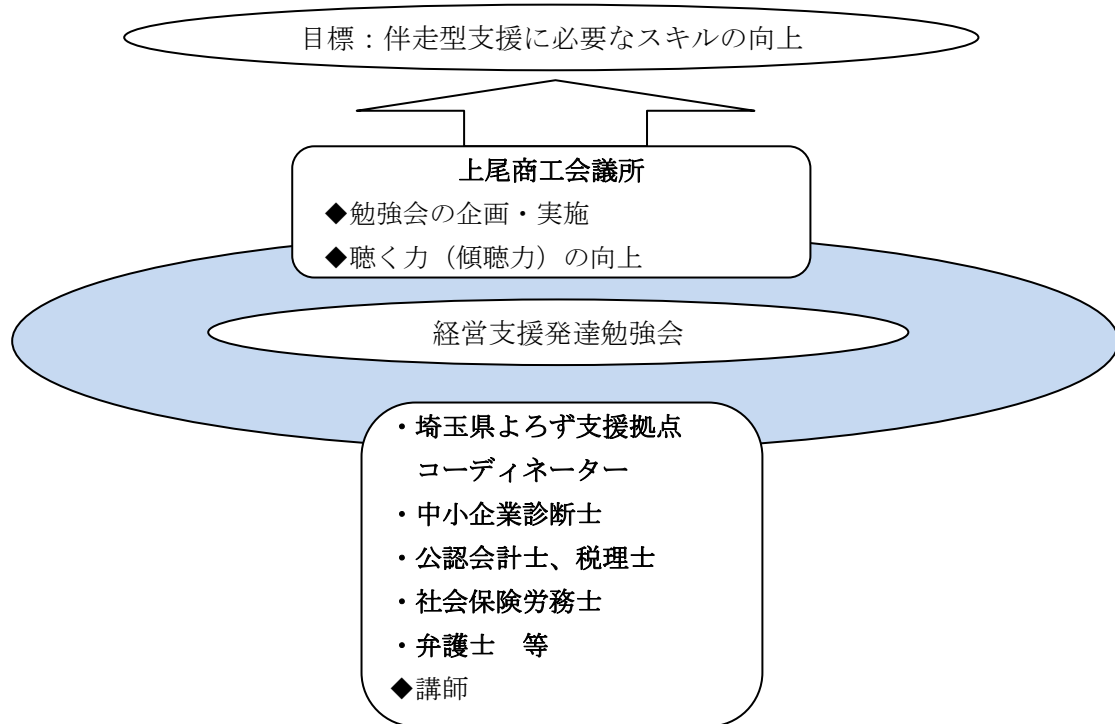 目標：伴走型支援に必要なスキルの向上
上尾商工会議所
◆勉強会の企画・実施
◆聴く力（傾聴力）の向上
経営支援発達勉強会
・埼玉県よろず支援拠点
コーディネーター
・中小企業診断士
・公認会計士、税理士
・社会保険労務士
・弁護士　等
◆講師